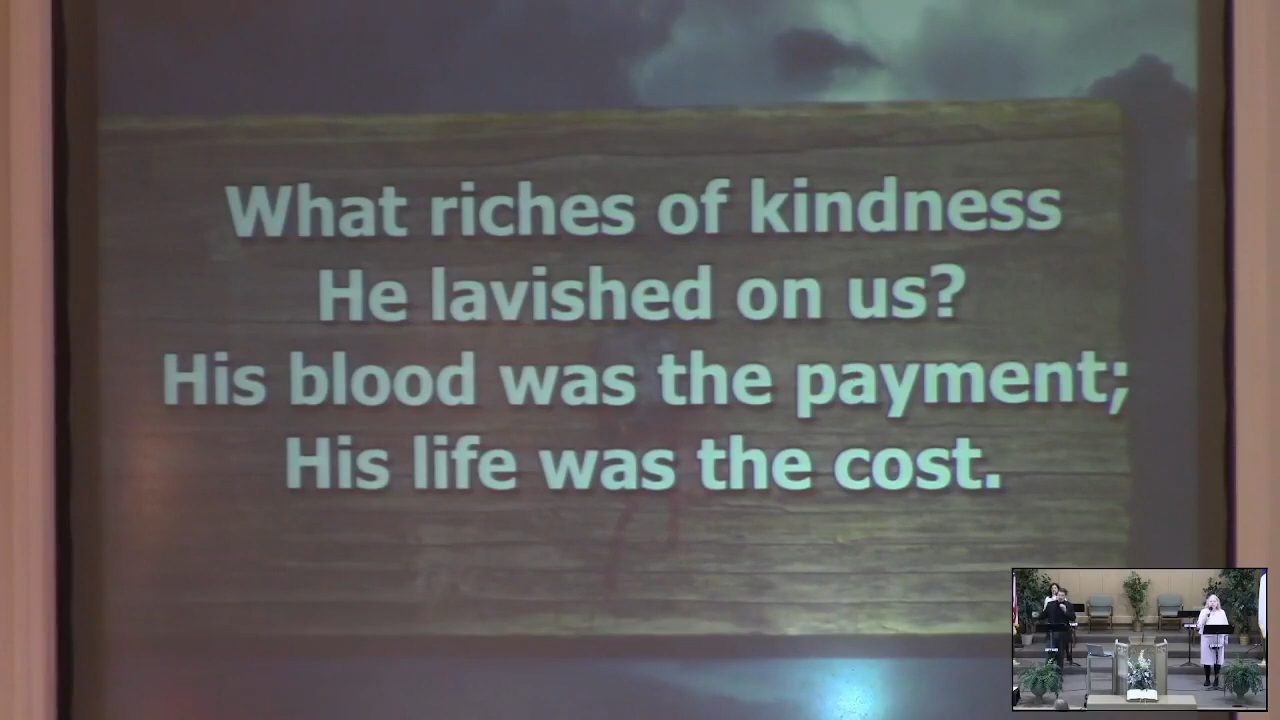 What riches of kindness
He lavished on us?
His blood was the payment;
His life was the cost.